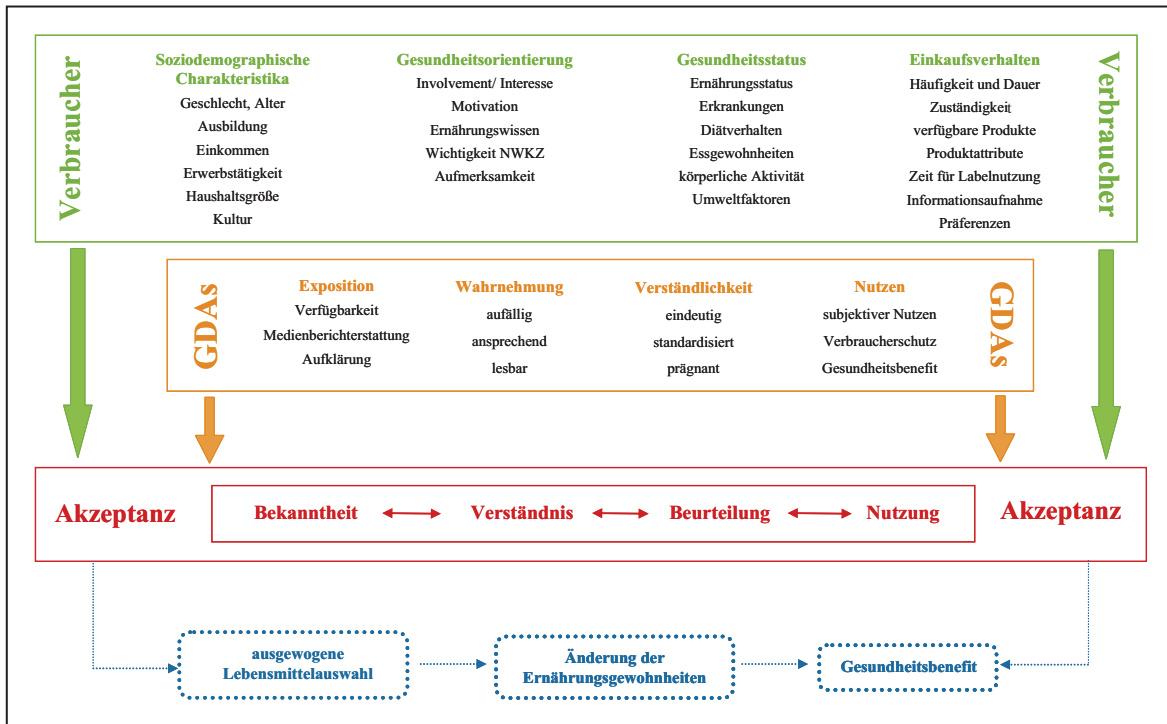 Verbraucher
Soziodemographische
Charakteristika
Geschlecht, Alter
Ausbildung
Einkommen
Erwerbstätigkeit
Haushaltsgröße
Kultur
Gesundheitsorientierung
Involvement/ Interesse
Motivation
Ernährungswissen
Wichtigkeit NWKZ
Aufmerksamkeit
Gesundheitsstatus
Ernährungsstatus
Erkrankungen
Diätverhalten
Essgewohnheiten
körperliche Aktivität
Umweltfaktoren
Einkaufsverhalten
Häufigkeit und Dauer
Zuständigkeit
verfügbare Produkte
Produktattribute
Zeit für Labelnutzung
Informationsaufnahme
Präferenzen
Verbraucher
GDAs
Exposition
Verfügbarkeit
Medienberichterstattung
Aufklärung
Wahrnehmung
aufällig
ansprechend
lesbar
Verständlichkeit
eindeutig
standardisiert
prägnant
Nutzen
subjektiver Nutzen
Verbraucherschutz
Gesundheitsbenefit
GDAs
Akzeptanz
Bekanntheit
Verständnis
Beurteilung
Nutzung
Akzeptanz
ausgewogene
Lebensmittelauswahl
Änderung der
Ernährungsgewohnheiten
Gesundheitsbenefit